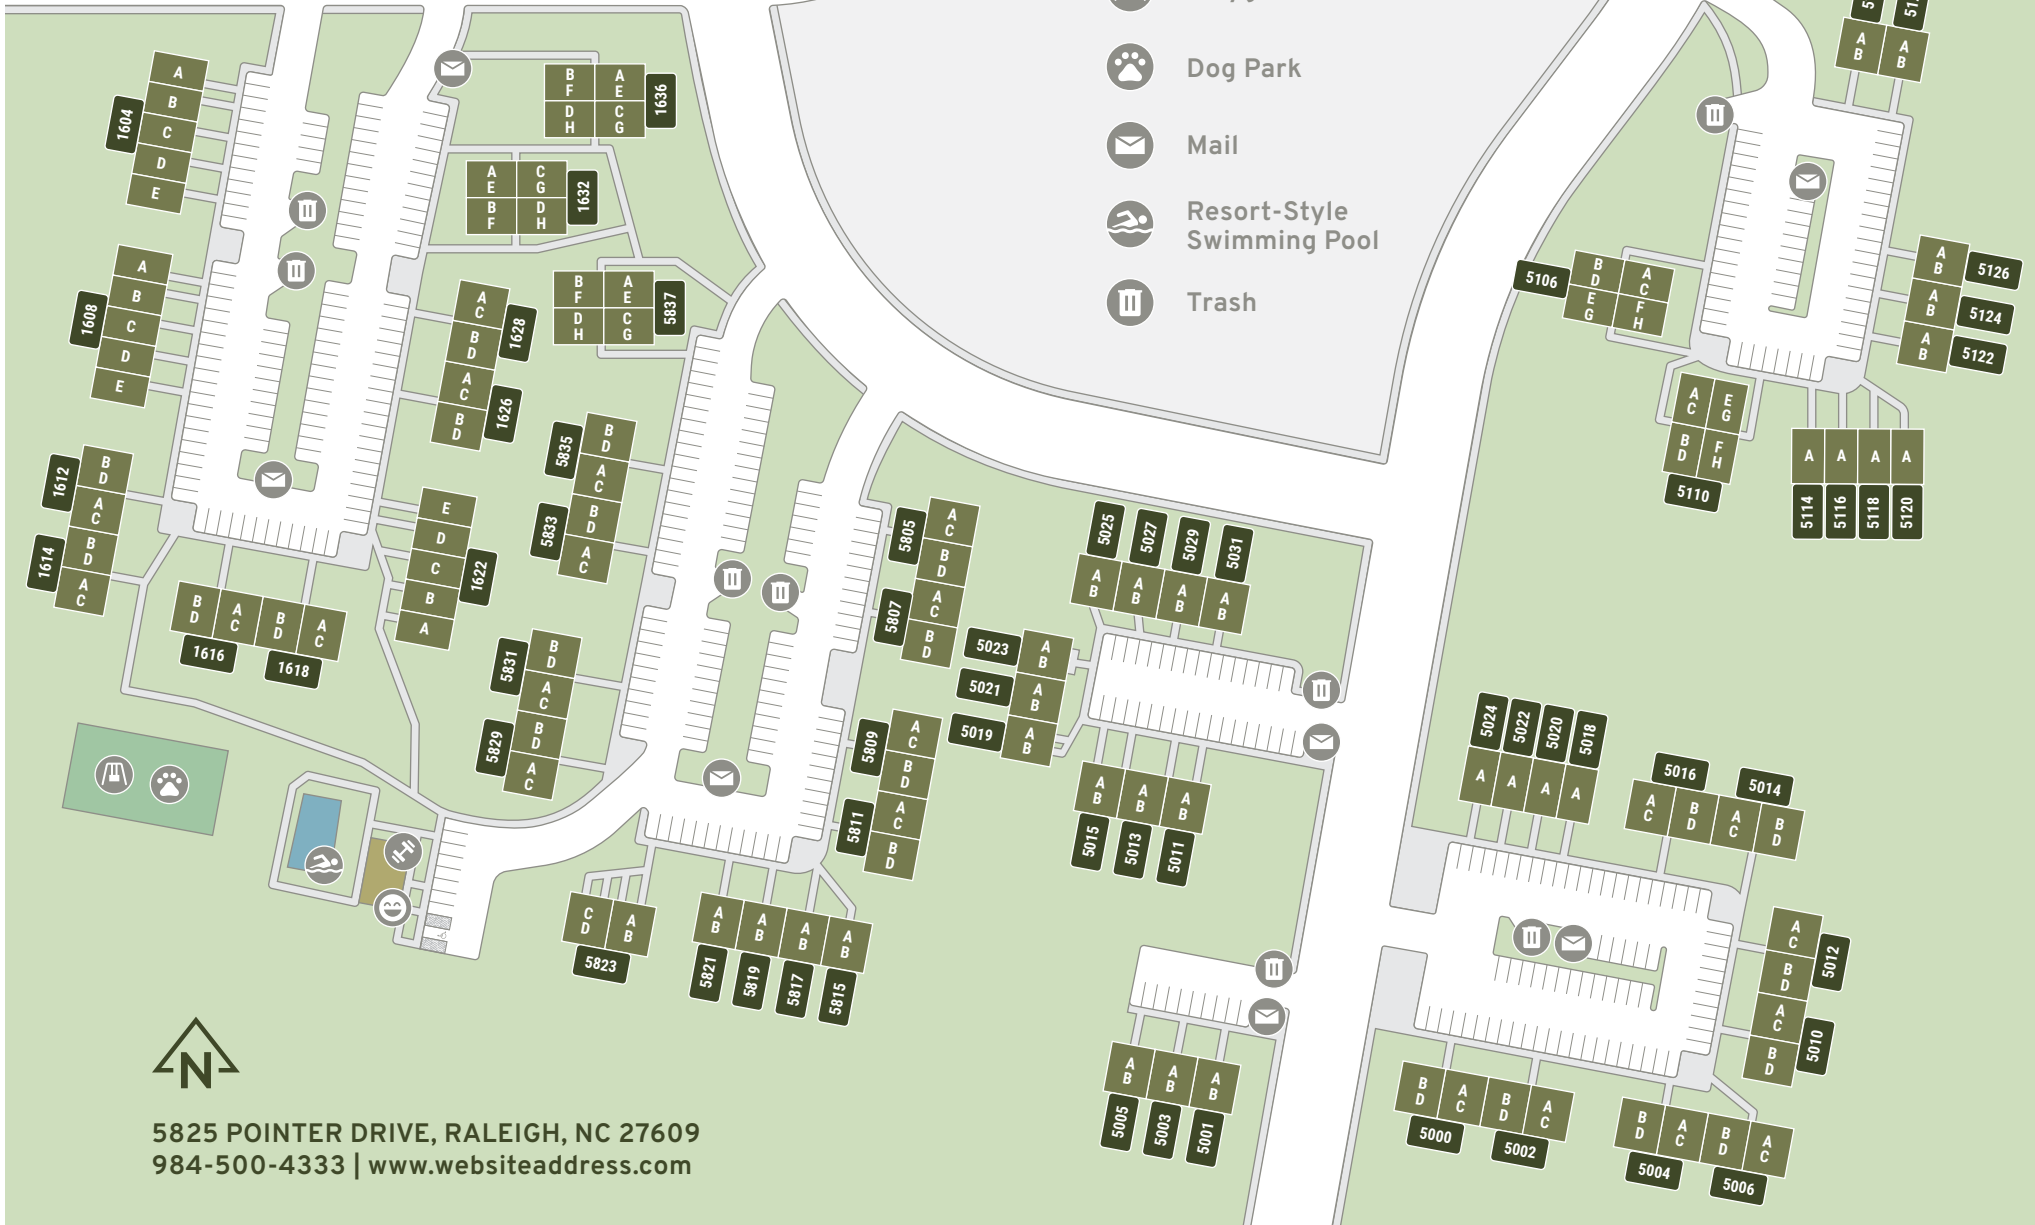 Dog Park
Mail
Resort-Style
Swimming Pool
Trash
A
B
C
D
E
1604
A
B
C
D
E
1608
B
D
A
C
B
D
A
C
1612
1614
B
D
A
C
B
D
A
C
1616
1618
E
D
C
B
A
1622
A
C
B
D
A
C
B
D
1628
1626
B
F
A
E
D
H
C
G
1636
A
E
C
G
B
F
D
H
1632
B
F
A
E
D
H
C
G
5837
B
D
A
C
B
D
A
C
5835
5833
B
D
A
C
B
D
A
C
5831
5829
A
C
B
D
A
C
B
D
5805
5807
A
C
B
D
A
C
B
D
5809
5811
C
D
A
B
5823
A
B
A
B
A
B
A
B
5821
5819
5817
5815
5025
5027
5029
5031
A
B
A
B
A
B
A
B
5023
5021
5019
A
B
A
B
A
B
A
B
A
B
A
B
5015
5013
5011
A
B
A
B
A
B
5005
5003
5001
A
B
A
B
5106
B
D
A
C
E
G
F
H
A
C
E
G
B
D
F
H
5110
A
B
A
B
A
B
5126
5124
5122
A
A
A
A
5114
5116
5118
5120
5024
5022
5020
5018
A
A
A
A
5016
5014
A
C
B
D
A
C
B
D
A
C
B
D
A
C
B
D
5012
5010
B
D
A
C
B
D
A
C
5000
5002
B
D
A
C
B
D
A
C
5004
5006
N
5825 POINTER DRIVE, RALEIGH, NC 27609
984-500-4333 | www.websiteaddress.com